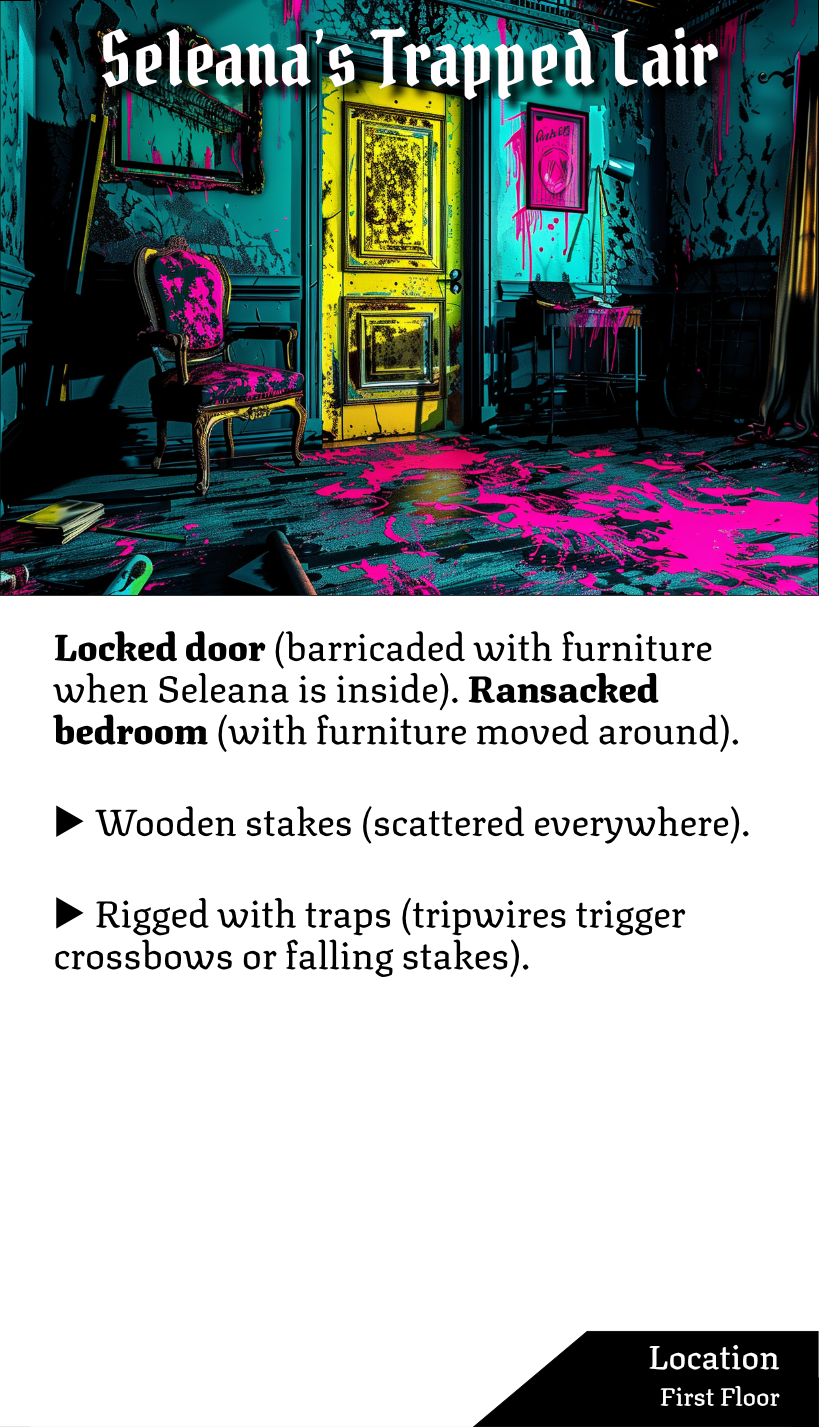 Seleana's Trapped Lair
Locked door (barricaded with furniture
when Seleana is inside). Ransacked
bedroom (with furniture moved around).
▶ Wooden stakes (scattered everywhere).
▶ Rigged with traps (tripwires trigger
crossbows or falling stakes).
Location
First Floor